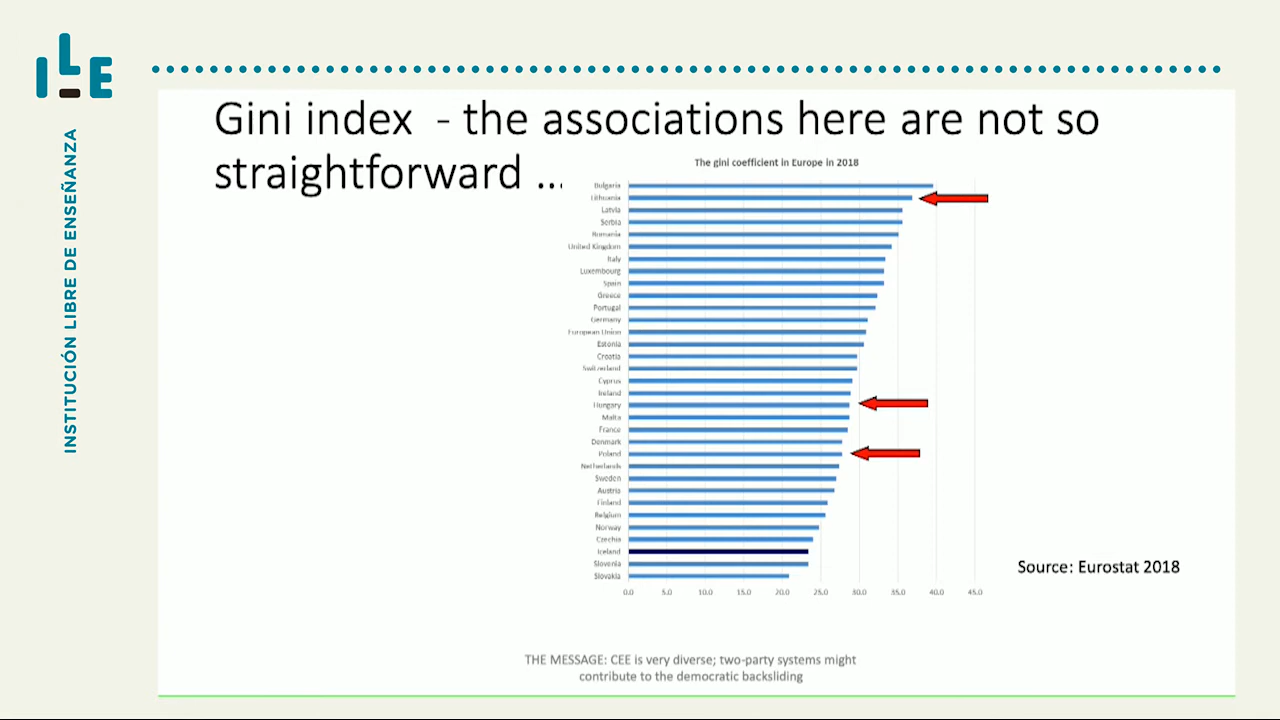 ILE
INSTITUCIÓN LIBRE DE ENSEÑANZA
Gini index - the associations here are not so
straightforward ...
The gini coefficient in Europe in 2018
Bulgaria
Lithuania
Latvia
Serbia
Romania
United Kingdom
Italy
Luxembourg
Spain
Greece
Portugal
Germany
European Union
Estonia
Croatia
Switzerland
Cyprus
Ireland
Hungary
Malta
France
Denmark
Poland
Netherlands
Sweden
Austria
Finland
Belgium
Norway
Czechia
Iceland
Slovenia
Slovakia
0.0 5.0 10.0 15.0 20.0 25.0 30.0 35.0 40.0 45.0
Source: Eurostat 2018
THE MESSAGE: CEE is very diverse; two-party systems might
contribute to the democratic backsliding